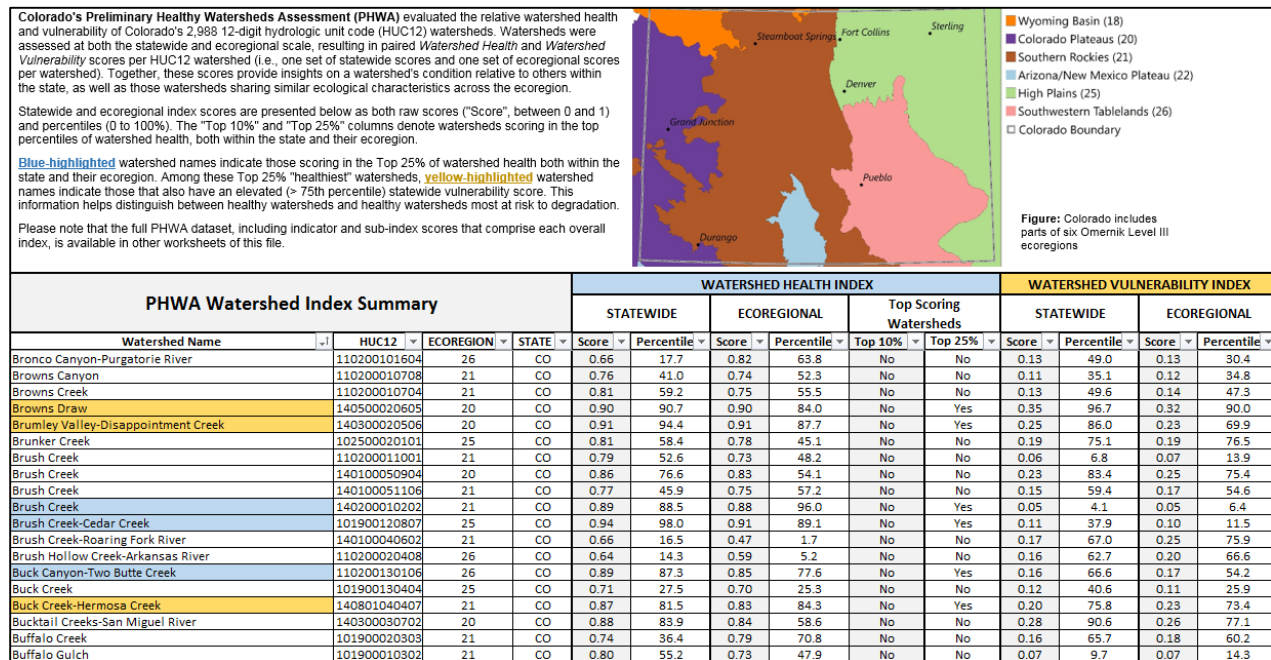 Colorado's Preliminary Healthy Watersheds Assessment (PHWA) evaluated the relative watershed health
and vulnerability of Colorado's 2,988 12-digit hydrologic unit code (HUC12) watersheds. Watersheds were
assessed at both the statewide and ecoregional scale, resulting in paired Watershed Health and Watershed
Vulnerability scores per HUC12 watershed (i.e., one set of statewide scores and one set of ecoregional scores
per watershed). Together, these scores provide insights on a watershed's condition relative to others within
the state, as well as those watersheds sharing similar ecological characteristics across the ecoregion.
Statewide and ecoregional index scores are presented below as both raw scores ("Score", between 0 and 1)
and percentiles (0 to 100%). The "Top 10%" and "Top 25%" columns denote watersheds scoring in the top
percentiles of watershed health, both within the state and their ecoregion.
Blue-highlighted watershed names indicate those scoring in the Top 25% of watershed health both within the
state and their ecoregion. Among these Top 25% "healthiest" watersheds, yellow-highlighted watershed
names indicate those that also have an elevated (> 75th percentile) statewide vulnerability score. This
information helps distinguish between healthy watersheds and healthy watersheds most at risk to degradation.
Please note that the full PHWA dataset, including indicator and sub-index scores that comprise each overall
index, is available in other worksheets of this file.
Steamboat Springs
Fort Collins
Sterling
Denver
Grand Junction
Pueblo
Durango
Wyoming Basin (18)
Colorado Plateaus (20)
Southern Rockies (21)
Arizona/New Mexico Plateau (22)
High Plains (25)
Southwestern Tablelands (26)
Colorado Boundary
Figure: Colorado includes
parts of six Omernik Level III
ecoregions
PHWA Watershed Index Summary
WATERSHED HEALTH INDEX WATERSHED VULNERABILITY INDEX
STATEWIDE ECOREGIONAL Top Scoring
Watersheds
STATEWIDE ECOREGIONAL
Watershed Name HUC12 ECOREGION STATE Score Percentile Score Percentile Top 10% Top 25% Score Percentile Score Percentile
Bronco Canyon-Purgatorie River 110200101604 26 CO 0.66 17.7 0.82 63.8 No No 0.13 49.0 0.13 30.4
Browns Canyon 110200010708 21 CO 0.76 41.0 0.74 52.3 No No 0.11 35.1 0.12 34.8
Browns Creek 110200010704 21 CO 0.81 59.2 0.75 55.5 No No 0.13 49.6 0.14 47.3
Browns Draw 140500020605 20 CO 0.90 90.7 0.90 84.0 No Yes 0.35 96.7 0.32 90.0
Brumley Valley-Disappointment Creek 140300020506 20 CO 0.91 94.4 0.91 87.7 No Yes 0.25 86.0 0.23 69.9
Brunker Creek 102500020101 25 CO 0.81 58.4 0.78 45.1 No No 0.19 75.1 0.19 76.5
Brush Creek 110200011001 21 CO 0.79 52.6 0.73 48.2 No No 0.06 6.8 0.07 13.9
Brush Creek 140100050904 20 CO 0.86 76.6 0.83 54.1 No No 0.23 83.4 0.25 75.4
Brush Creek 140100051106 21 CO 0.77 45.9 0.75 57.2 No No 0.15 59.4 0.17 54.6
Brush Creek 140200010202 21 CO 0.89 88.5 0.88 96.0 No Yes 0.05 4.1 0.05 6.4
Brush Creek-Cedar Creek 101900120807 25 CO 0.94 98.0 0.91 89.1 No Yes 0.11 37.9 0.10 11.5
Brush Creek-Roaring Fork River 140100040602 21 CO 0.66 16.5 0.47 1.7 No No 0.17 67.0 0.25 75.9
Brush Hollow Creek-Arkansas River 110200020408 26 CO 0.64 14.3 0.59 5.2 No No 0.16 62.7 0.20 66.6
Buck Canyon-Two Butte Creek 110200130106 26 CO 0.89 87.3 0.85 77.6 No Yes 0.16 66.6 0.17 54.2
Buck Creek 101900130404 25 CO 0.71 27.5 0.70 25.3 No No 0.12 40.6 0.11 25.9
Buck Creek-Hermosa Creek 140801040407 21 CO 0.87 81.5 0.83 84.3 No Yes 0.20 75.8 0.23 73.4
Bucktail Creeks-San Miguel River 140300030702 20 CO 0.88 83.9 0.84 58.6 No No 0.28 90.6 0.26 77.1
Buffalo Creek 101900020303 21 CO 0.74 36.4 0.79 70.8 No No 0.16 65.7 0.18 60.2
Buffalo Gulch 101900010302 21 CO 0.80 55.2 0.73 47.9 No No 0.07 9.7 0.07 14.3